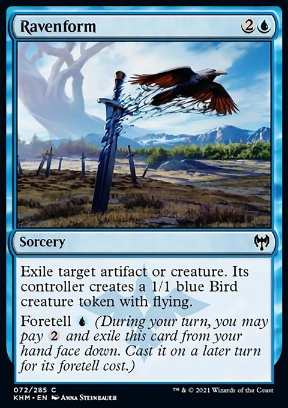 Ravenform 2
Sorcery
Exile target artifact or creature. Its
controller creates a 1/1 blue Bird
creature token with flying.
Foretell (During your turn, you may
pay 2 and exile this card from your
hand face down. Cast it on a later turn
for its foretell cost.)
072/285 C
KHM • EN Anna Steinbauer
™ & © 2021 Wizards of the Coast